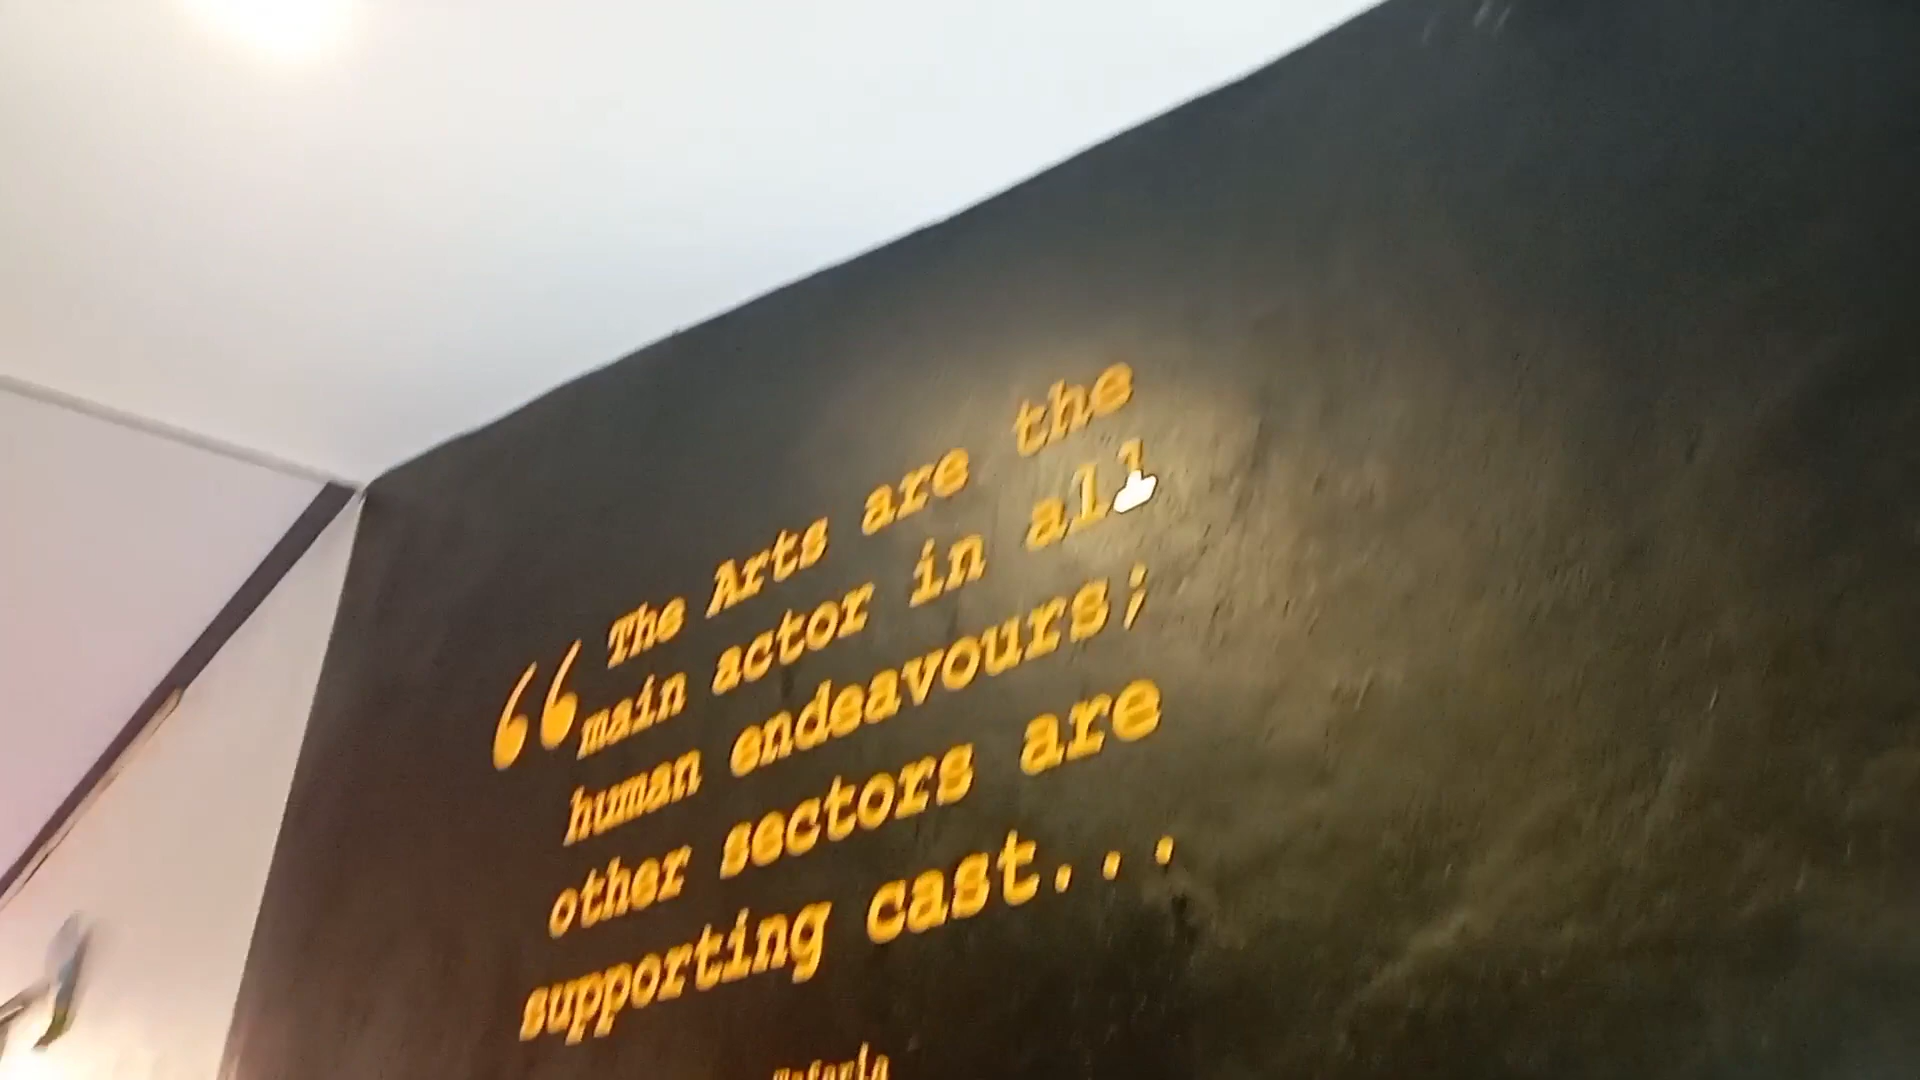 “ The Arts are the
main actor in all
human endeavours;
other sectors are
supporting cast...